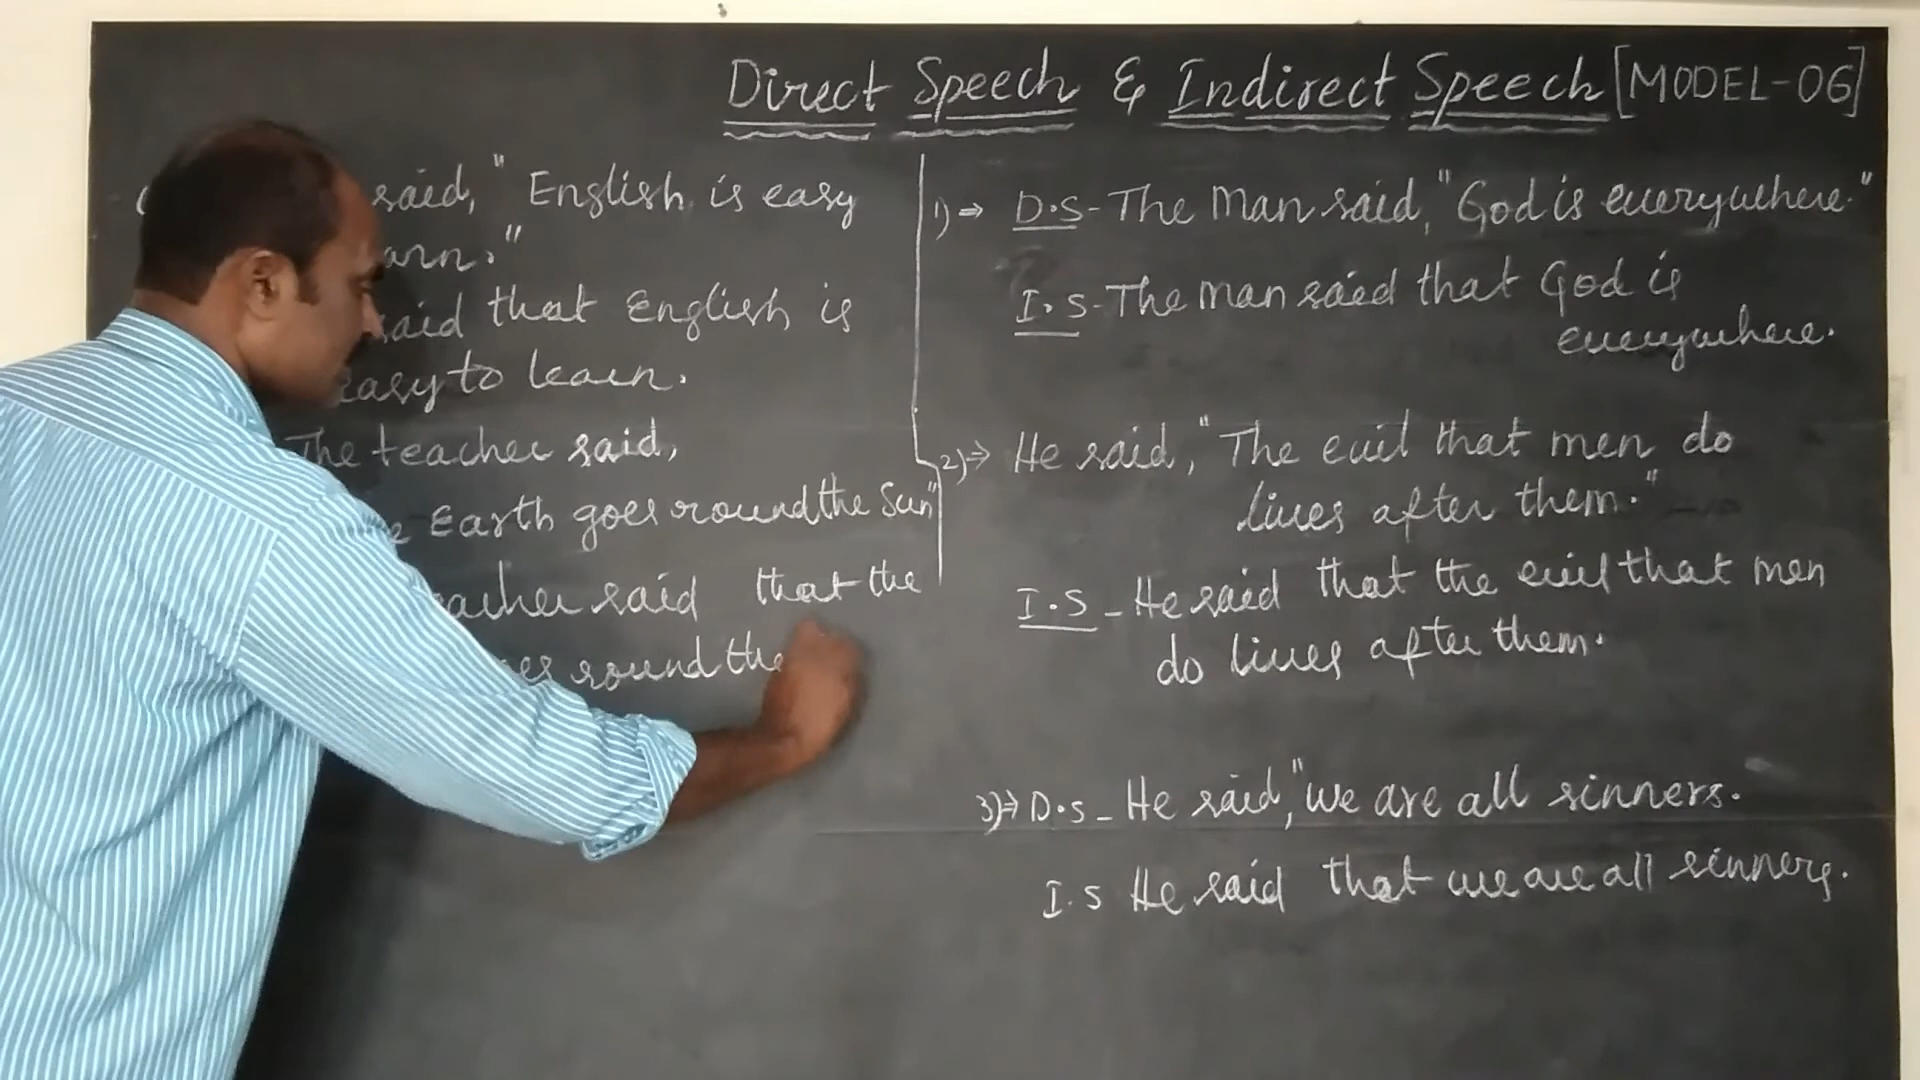 Direct Speech & Indirect Speech [MODEL-06]
said, "English is easy
arn."
said that English is
easy to learn.
The teacher said,
Earth goes round the Sun"
acher said that the
es round the
1)⇒ D.S-The Man said, "God is everywhere."
I.S-The man said that God is
everywhere.
2)⇒ He said, "The evil that men do
lives after them."
I.S - He said that the evil that men
do lives after them.
3)⇒ D.S - He said, "we are all sinners.
I.S He said that we are all sinners.